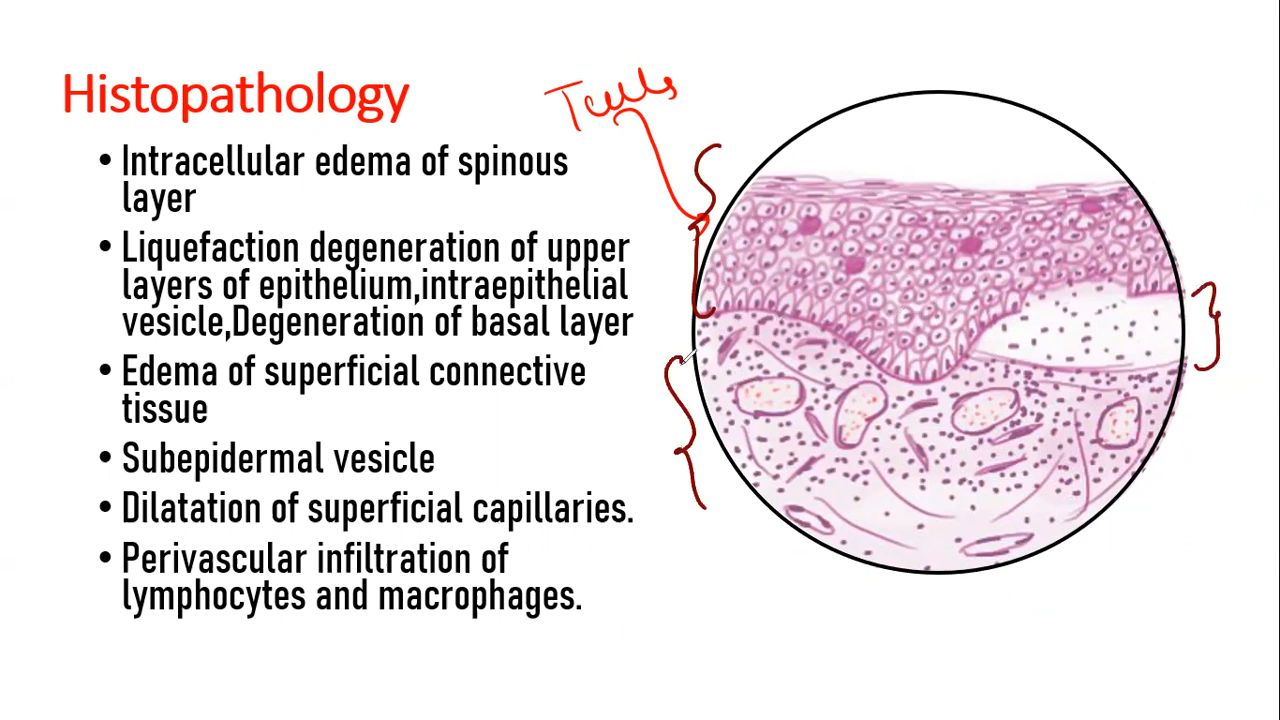 Histopathology
• Intracellular edema of spinous
layer
• Liquefaction degeneration of upper
layers of epithelium,intraepithelial
vesicle,Degeneration of basal layer
• Edema of superficial connective
tissue
• Subepidermal vesicle
• Dilatation of superficial capillaries.
• Perivascular infiltration of
lymphocytes and macrophages.